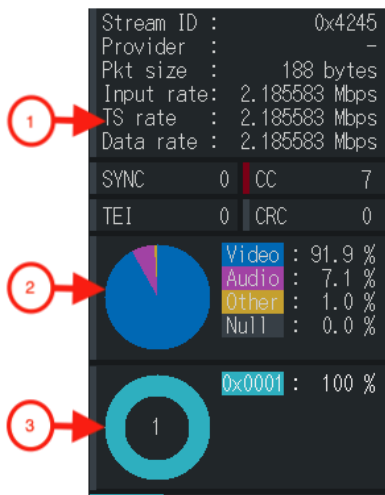 Stream ID : 0x4245
Provider : -
Pkt size : 188 bytes
Input rate: 2.185583 Mbps
1 TS rate : 2.185583 Mbps
Data rate : 2.185583 Mbps
SYNC 0 CC 7
TEI 0 CRC 0
Video : 91.9 %
Audio : 7.1 %
2 Other : 1.0 %
Null : 0.0 %
0x0001 : 100 %
3 1